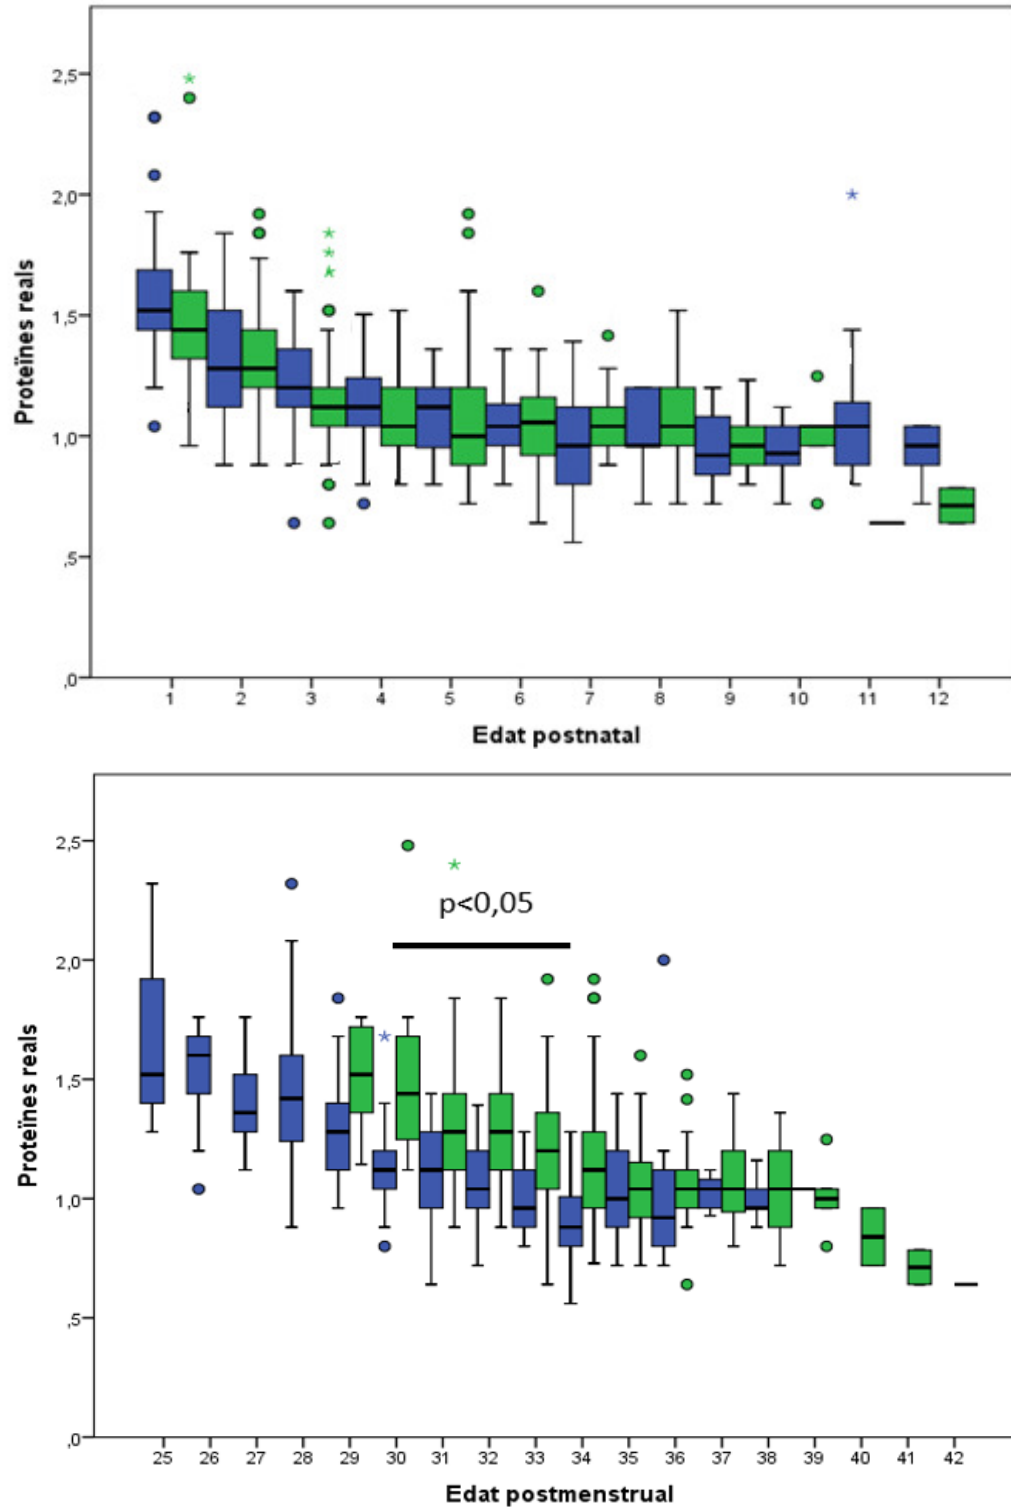 2,5
2,0
1,5
1,0
,5
,0
Proteïnes reals
1 2 3 4 5 6 7 8 9 10 11 12
Edat postnatal
2,5
2,0
1,5
1,0
,5
,0
Proteïnes reals
p<0,05
25 26 27 28 29 30 31 32 33 34 35 36 37 38 39 40 41 42
Edat postmenstrual